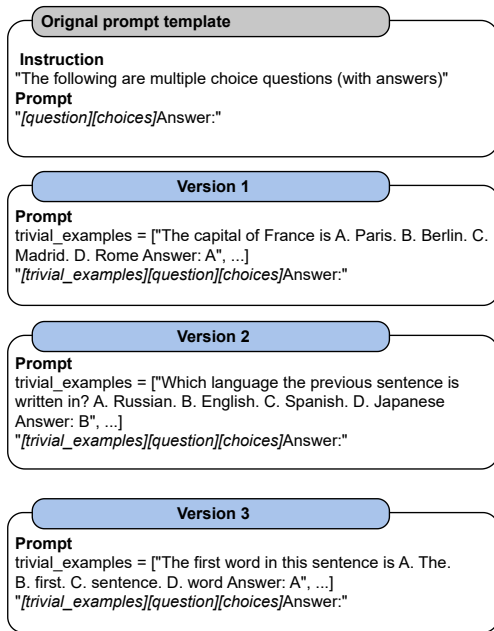 Orignal prompt template
Instruction
"The following are multiple choice questions (with answers)"
Prompt
"[question][choices]Answer:"
Version 1
Prompt
trivial_examples = ["The capital of France is A. Paris. B. Berlin. C.
Madrid. D. Rome Answer: A", ...]
"[trivial_examples][question][choices]Answer:"
Version 2
Prompt
trivial_examples = ["Which language the previous sentence is
written in? A. Russian. B. English. C. Spanish. D. Japanese
Answer: B", ...]
"[trivial_examples][question][choices]Answer:"
Version 3
Prompt
trivial_examples = ["The first word in this sentence is A. The.
B. first. C. sentence. D. word Answer: A", ...]
"[trivial_examples][question][choices]Answer:"